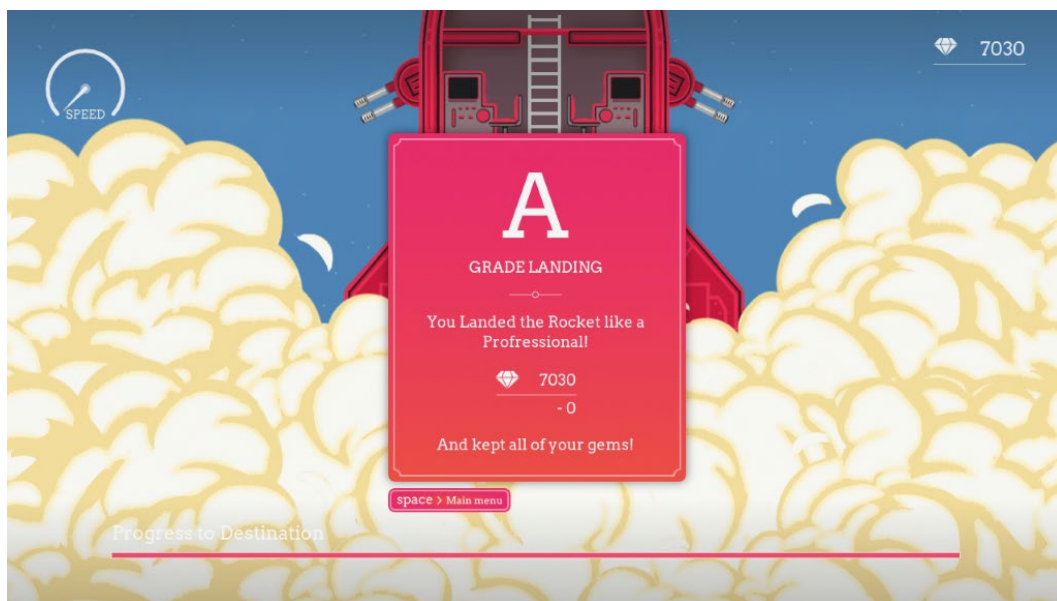 SPEED
7030
A
GRADE LANDING
You Landed the Rocket like a
Profressional!
7030
- 0
And kept all of your gems!
space > Main menu
Progress to Destination